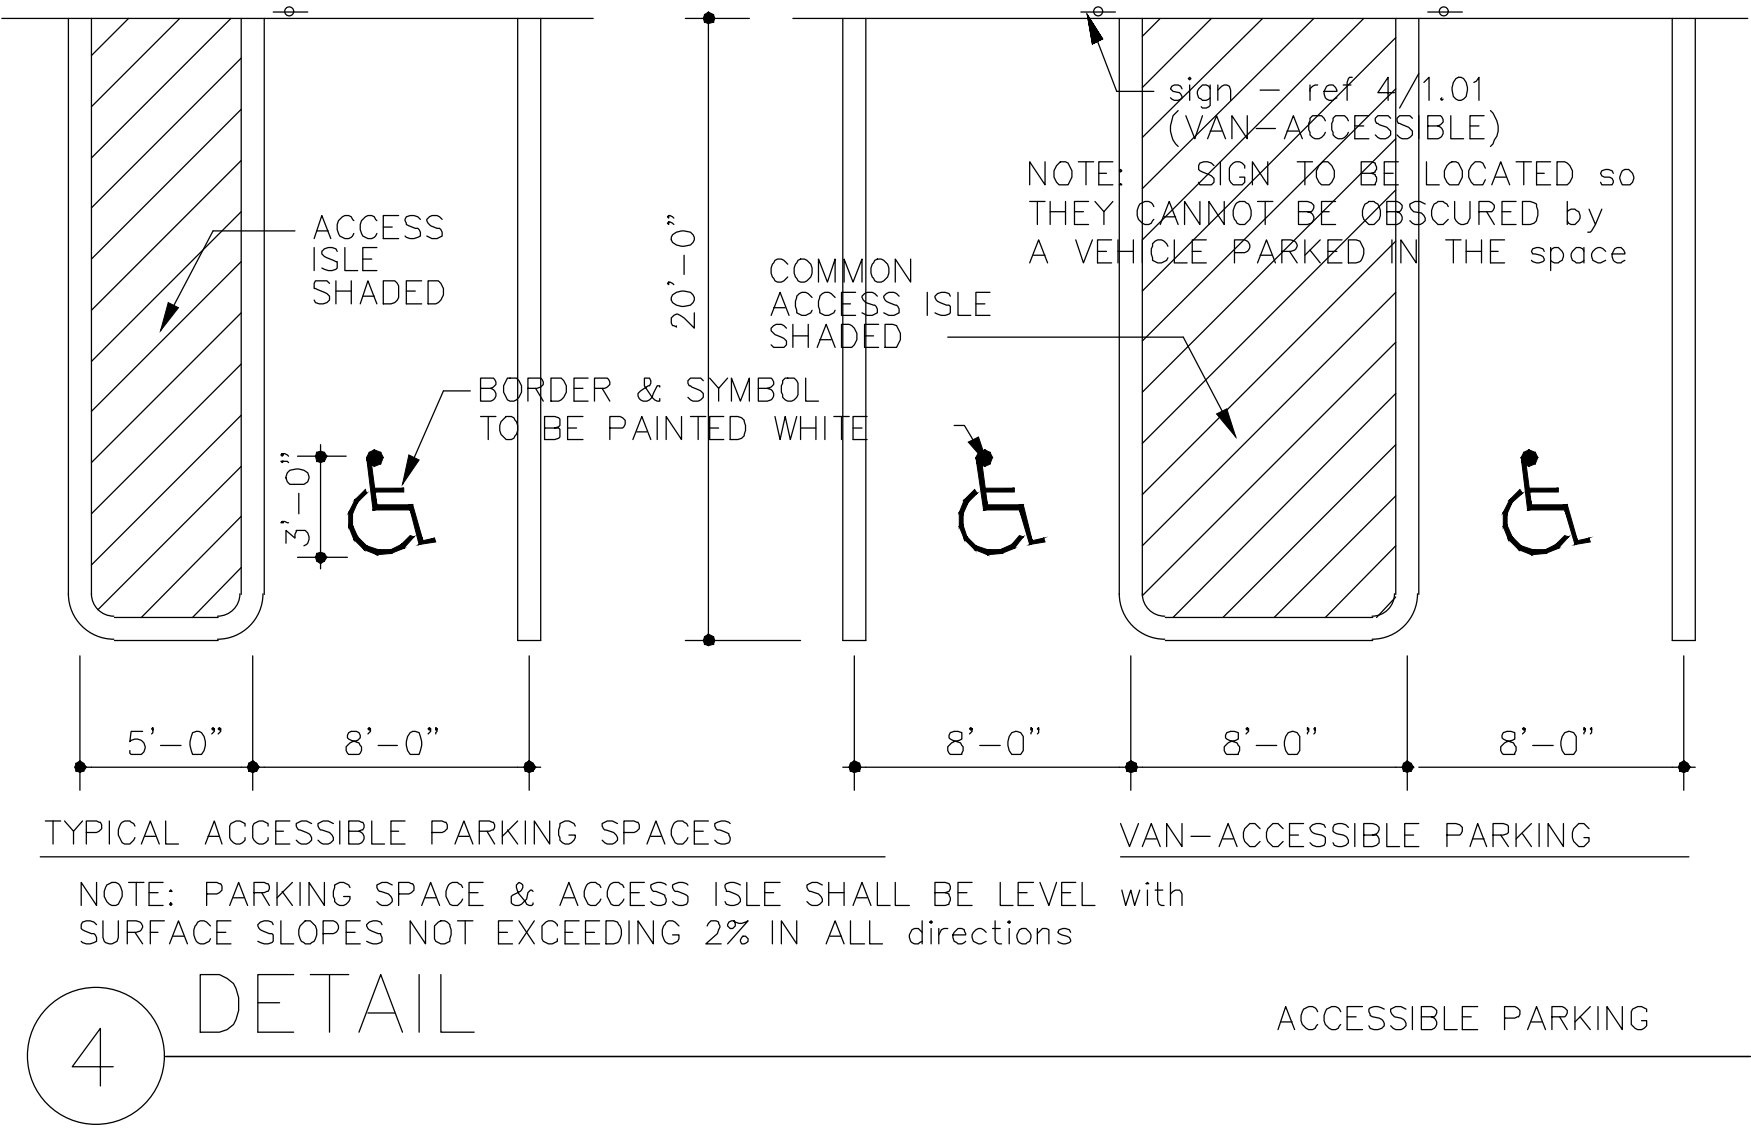 sign - ref 4/1.01
(VAN-ACCESSIBLE)
NOTE: SIGN TO BE LOCATED so
THEY CANNOT BE OBSCURED by
A VEHICLE PARKED IN THE space
ACCESS
ISLE
SHADED
20'-0"
COMMON
ACCESS ISLE
SHADED
BORDER & SYMBOL
TO BE PAINTED WHITE
3'-0"
5'-0"
8'-0"
8'-0"
8'-0"
8'-0"
TYPICAL ACCESSIBLE PARKING SPACES
VAN-ACCESSIBLE PARKING
NOTE: PARKING SPACE & ACCESS ISLE SHALL BE LEVEL with
SURFACE SLOPES NOT EXCEEDING 2% IN ALL directions
4
DETAIL
ACCESSIBLE PARKING